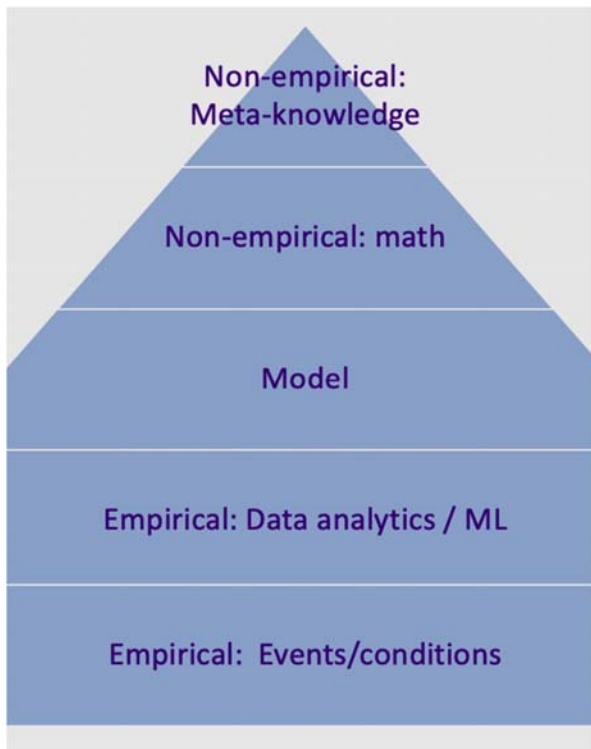 Non-empirical:
Meta-knowledge
Non-empirical: math
Model
Empirical: Data analytics / ML
Empirical:  Events/conditions